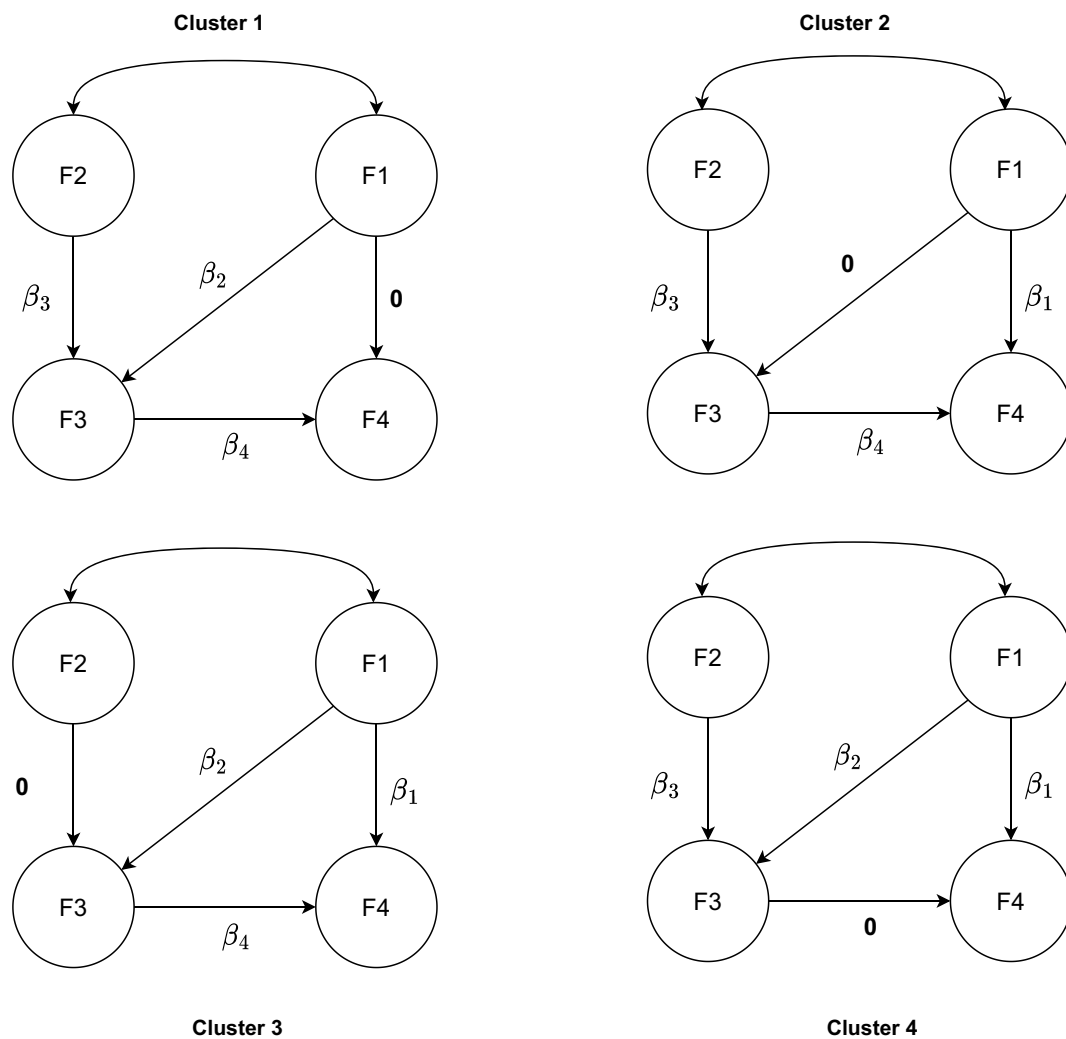 Cluster 1
F2
F1
β₃
β₂
0
F3
F4
β₄
Cluster 2
F2
F1
β₃
0
β₁
F3
F4
β₄
F2
F1
0
β₂
β₁
F3
F4
β₄
Cluster 3
F2
F1
β₃
β₂
β₁
F3
F4
0
Cluster 4